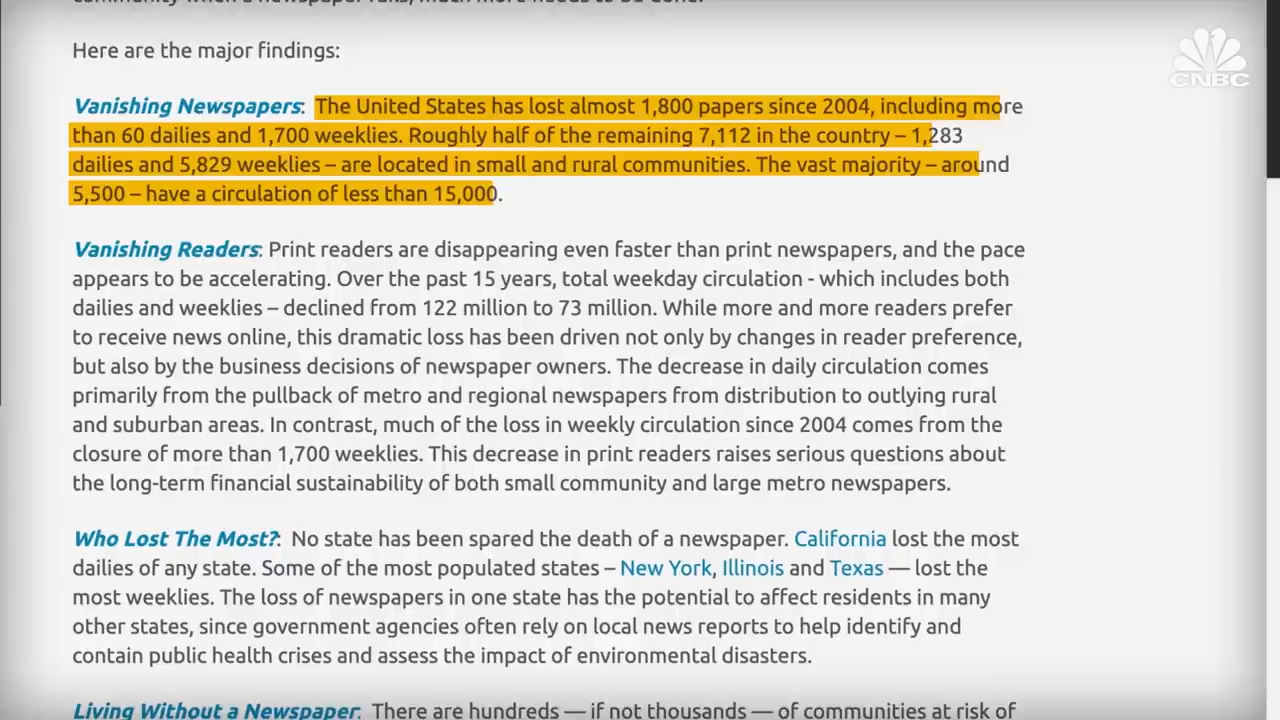 Here are the major findings:
CNBC
Vanishing Newspapers: The United States has lost almost 1,800 papers since 2004, including more
than 60 dailies and 1,700 weeklies. Roughly half of the remaining 7,112 in the country – 1,283
dailies and 5,829 weeklies – are located in small and rural communities. The vast majority – around
5,500 – have a circulation of less than 15,000.
Vanishing Readers: Print readers are disappearing even faster than print newspapers, and the pace
appears to be accelerating. Over the past 15 years, total weekday circulation - which includes both
dailies and weeklies – declined from 122 million to 73 million. While more and more readers prefer
to receive news online, this dramatic loss has been driven not only by changes in reader preference,
but also by the business decisions of newspaper owners. The decrease in daily circulation comes
primarily from the pullback of metro and regional newspapers from distribution to outlying rural
and suburban areas. In contrast, much of the loss in weekly circulation since 2004 comes from the
closure of more than 1,700 weeklies. This decrease in print readers raises serious questions about
the long-term financial sustainability of both small community and large metro newspapers.
Who Lost The Most?: No state has been spared the death of a newspaper. California lost the most
dailies of any state. Some of the most populated states – New York, Illinois and Texas — lost the
most weeklies. The loss of newspapers in one state has the potential to affect residents in many
other states, since government agencies often rely on local news reports to help identify and
contain public health crises and assess the impact of environmental disasters.
Living Without a Newspaper: There are hundreds — if not thousands — of communities at risk of